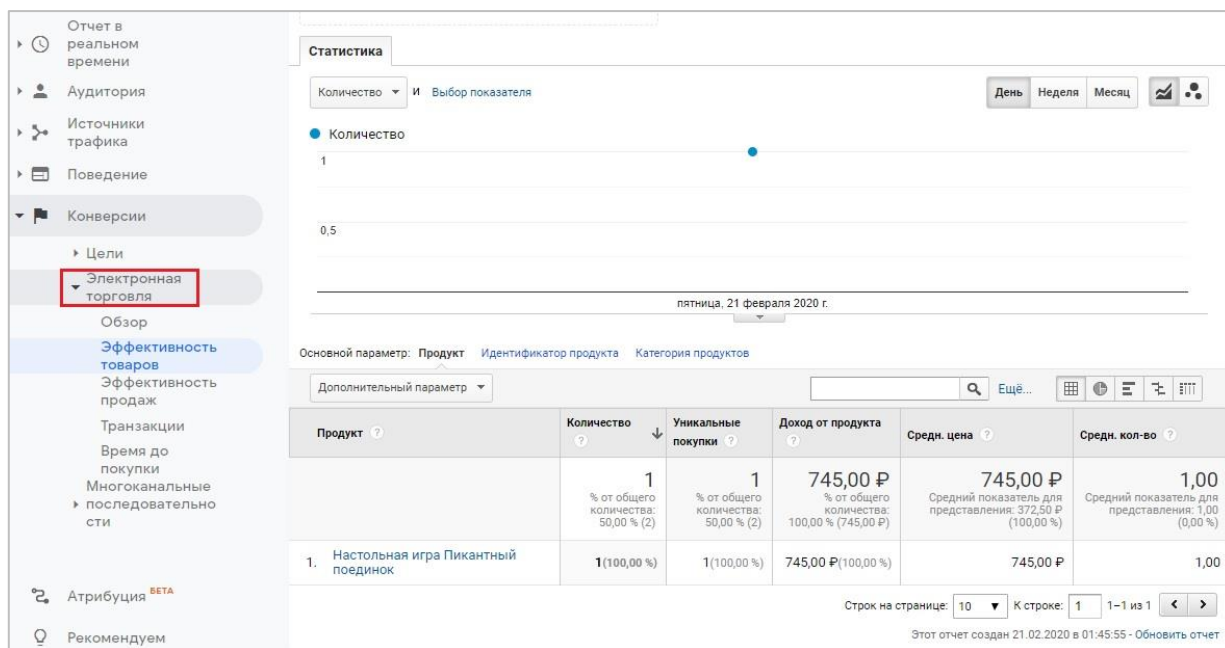 Отчет в
реальном
времени
Аудитория
Источники
трафика
Поведение
Конверсии
Цели
Электронная
торговля
Обзор
Эффективность
товаров
Эффективность
продаж
Транзакции
Время до
покупки
Многоканальные
последовательно
сти
Атрибуция BETA
Рекомендуем
Статистика
Количество и Выбор показателя
День Неделя Месяц
Количество
1
0,5
пятница, 21 февраля 2020 г.
Основной параметр: Продукт Идентификатор продукта Категория продуктов
Дополнительный параметр
Ещё...
Продукт ? Количество ? Уникальные покупки ? Доход от продукта ? Средн. цена ? Средн. кол-во ?
1 1 745,00 ₽ 745,00 ₽ 1,00
% от общего % от общего % от общего Средний показатель для Средний показатель для
количества: количества: количества: представления: 372,50 ₽ представления: 1,00
50,00 % (2) 50,00 % (2) 100,00 % (745,00 ₽) (100,00 %) (0,00 %)
1. Настольная игра Пикантный
поединок
1(100,00 %) 1(100,00 %) 745,00 ₽(100,00 %) 745,00 ₽ 1,00
Строк на странице: 10 К строке: 1 1–1 из 1
Этот отчет создан 21.02.2020 в 01:45:55 - Обновить отчет